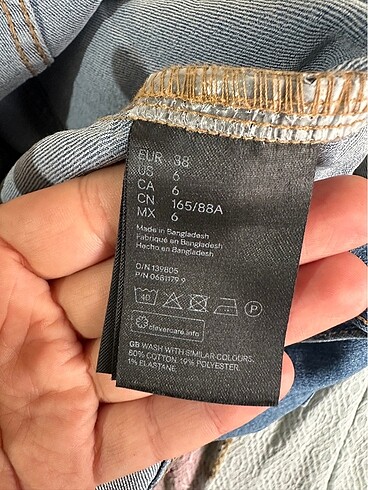 EUR 38
US 6
CA 6
CN 165/88A
MX 6
Made in Bangladesh
Fabriqué en Bangladesh
Hecho en Bangladesh
O/N 139805
P/N 0681179.9
40 P
clevercare.info
GB WASH WITH SIMILAR COLOURS.
80% COTTON. 19% POLYESTER.
1% ELASTANE.